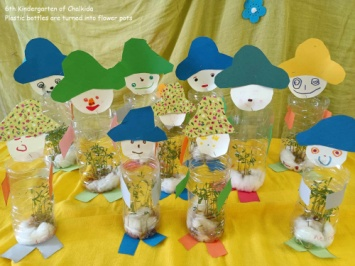 6th Kindergarten of Chalkida
Plastic bottles are turned into flower pots